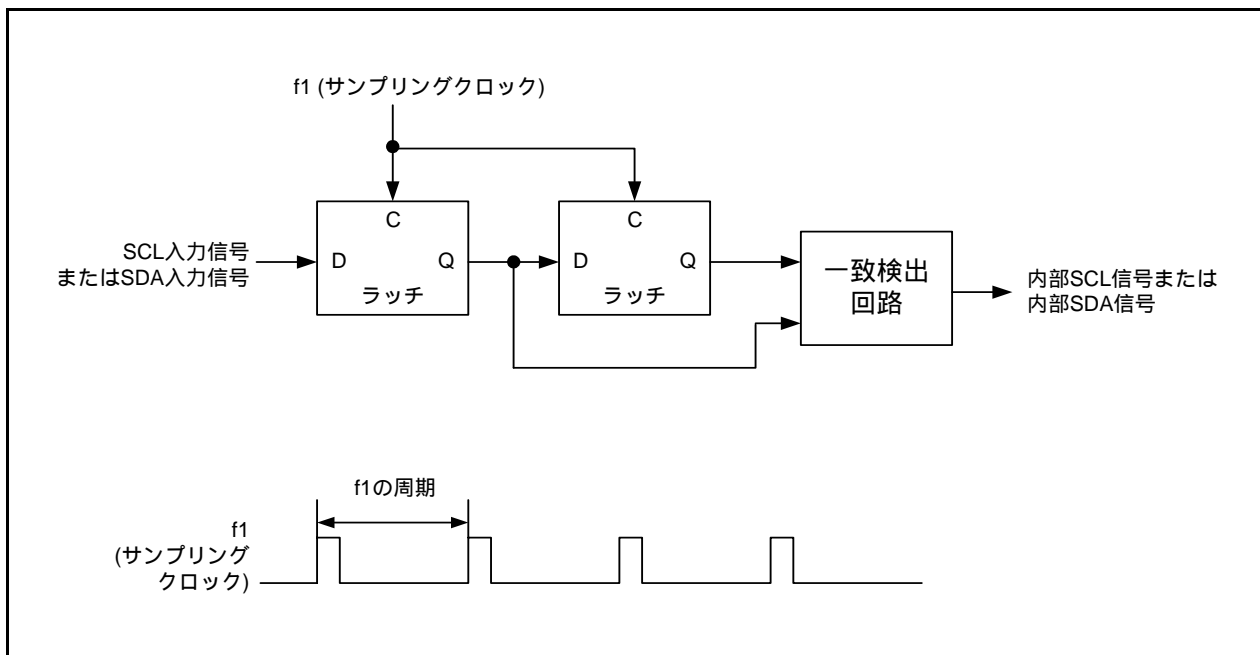 f1 (サンプリングクロック)
SCL入力信号
またはSDA入力信号
C
D
Q
ラッチ
C
D
Q
ラッチ
一致検出
回路
内部SCL信号または
内部SDA信号
f1の周期
f1
(サンプリング
クロック)